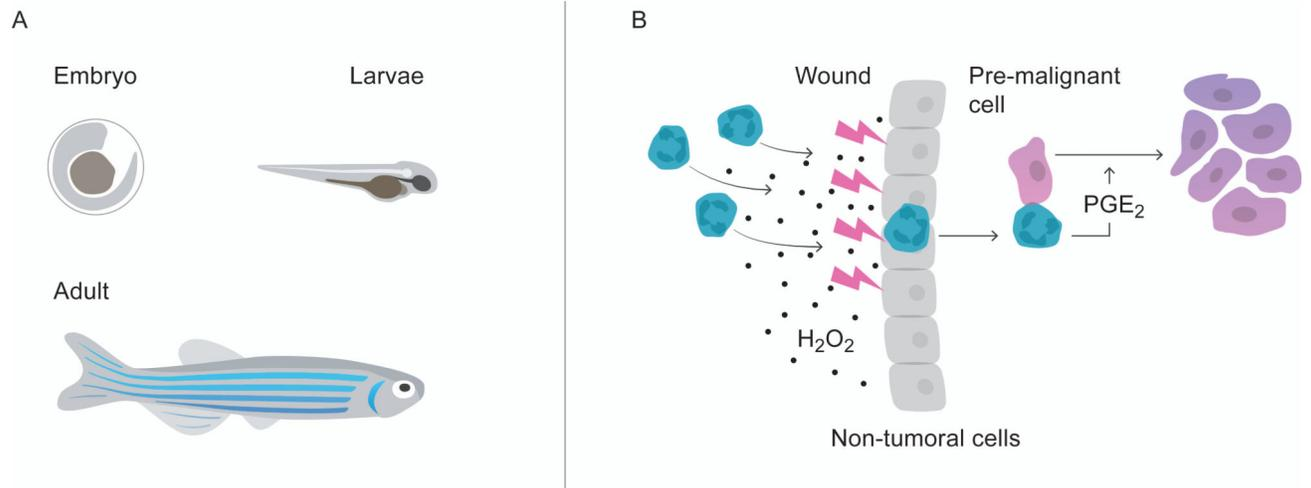 A
Embryo
Larvae
Adult
B
Wound
Pre-malignant
cell
PGE₂
H₂O₂
Non-tumoral cells